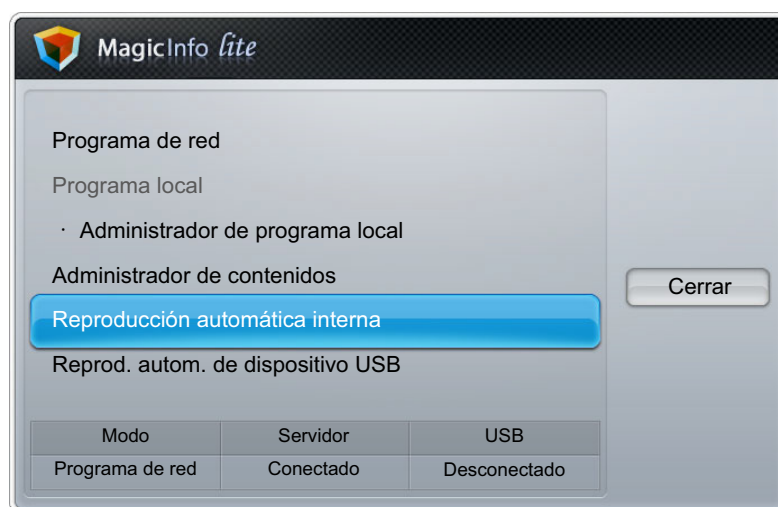 MagicInfo lite
Programa de red
Programa local
· Administrador de programa local
Administrador de contenidos
Cerrar
Reproducción automática interna
Reprod. autom. de dispositivo USB
Modo Servidor USB
Programa de red Conectado Desconectado